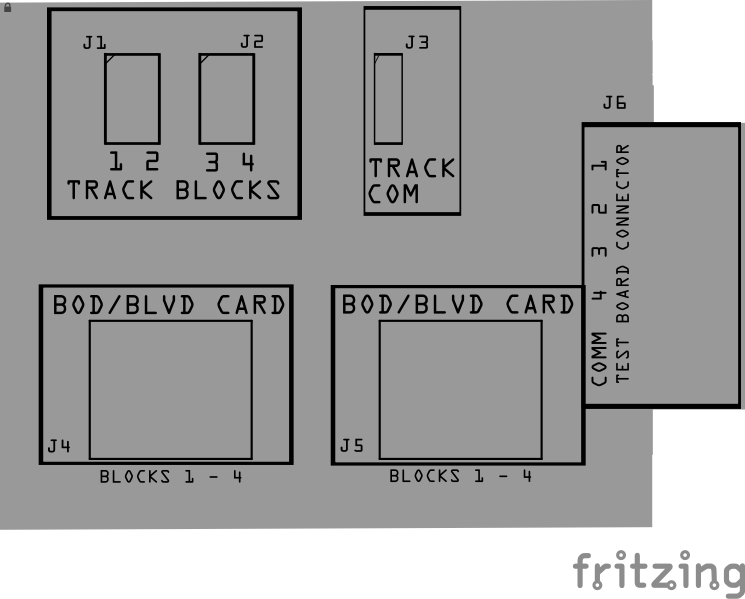 J1 J2
1 2 3 4
TRACK BLOCKS
J3
TRACK
COM
J6
COMM 4 3 2 1
TEST BOARD CONNECTOR
BOD/BLVD CARD
J4
BLOCKS 1 - 4
BOD/BLVD CARD
J5
BLOCKS 1 - 4
fritzing